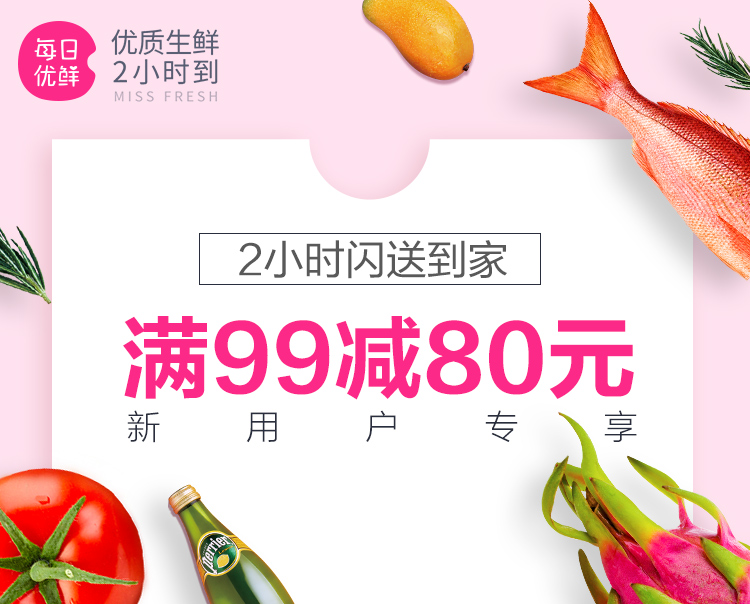 每日
优鲜
优质生鲜
2小时到
MISS FRESH
2小时闪送到家
满99减80元
新用户专享
perrier